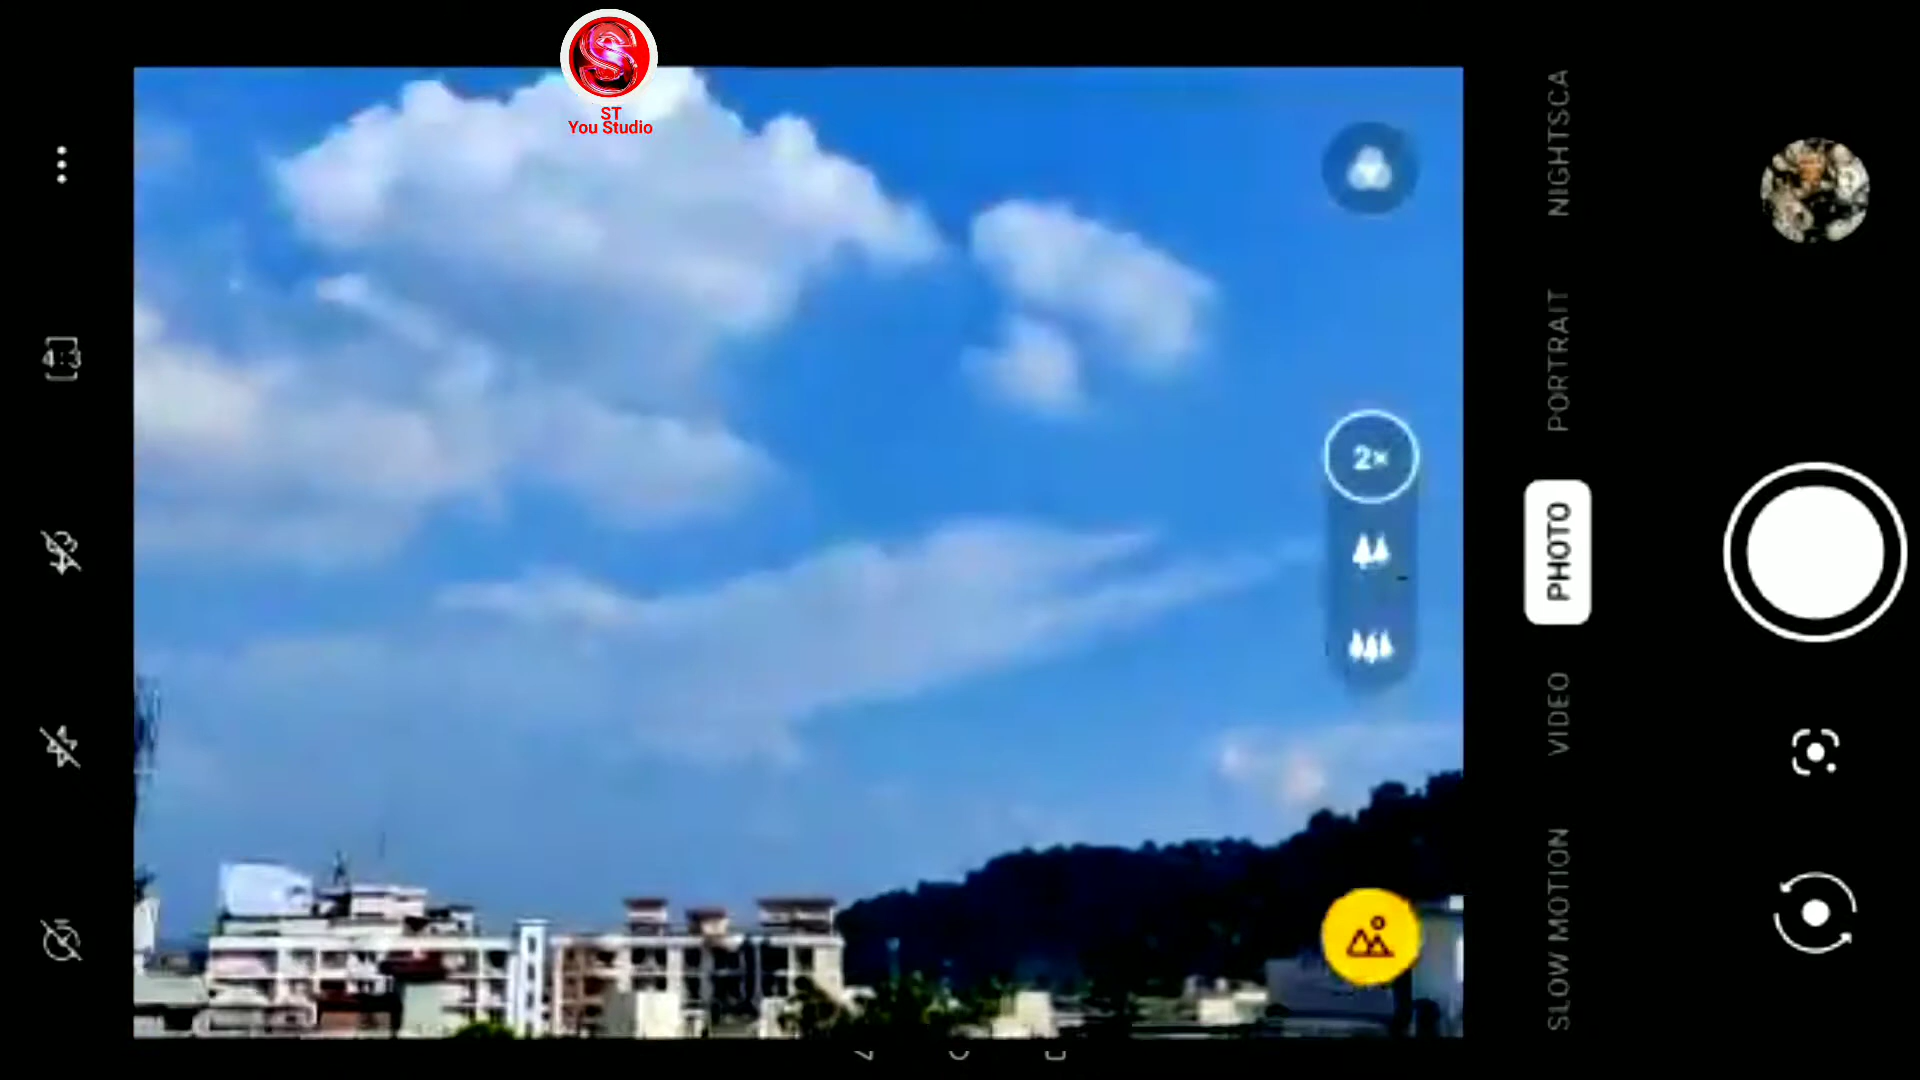 ST
You Studio
4:3
2×
NIGHTSCA
PORTRAIT
PHOTO
VIDEO
SLOW MOTION